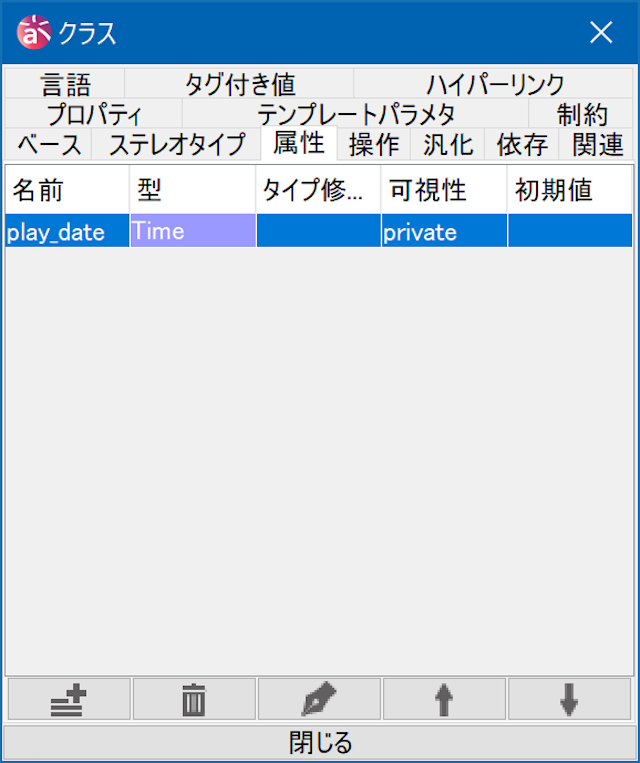 クラス
言語 タグ付き値 ハイパーリンク
プロパティ テンプレートパラメタ 制約
ベース ステレオタイプ 属性 操作 汎化 依存 関連
名前 型 タイプ修... 可視性 初期値
play_date Time private
閉じる